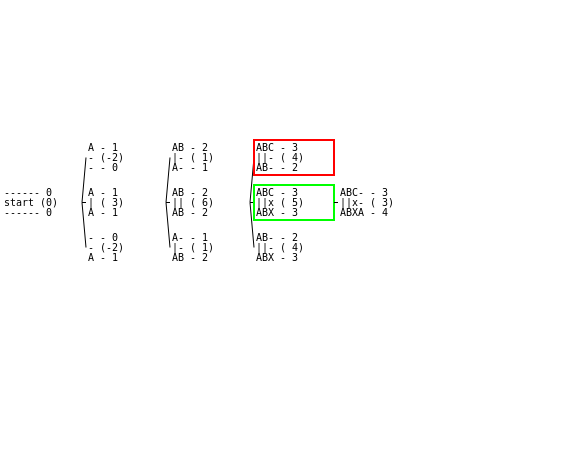 A - 1
- (-2)
- - 0
------ 0
start (0)
------ 0
A - 1
| ( 3)
A - 1
- - 0
- (-2)
A - 1
AB - 2
|- ( 1)
A- - 1
AB - 2
|| ( 6)
AB - 2
A- - 1
|- ( 1)
AB - 2
ABC - 3
||- ( 4)
AB- - 2
ABC - 3
||x ( 5)
ABX - 3
AB- - 2
||- ( 4)
ABX - 3
ABC- - 3
||x- ( 3)
ABXA - 4